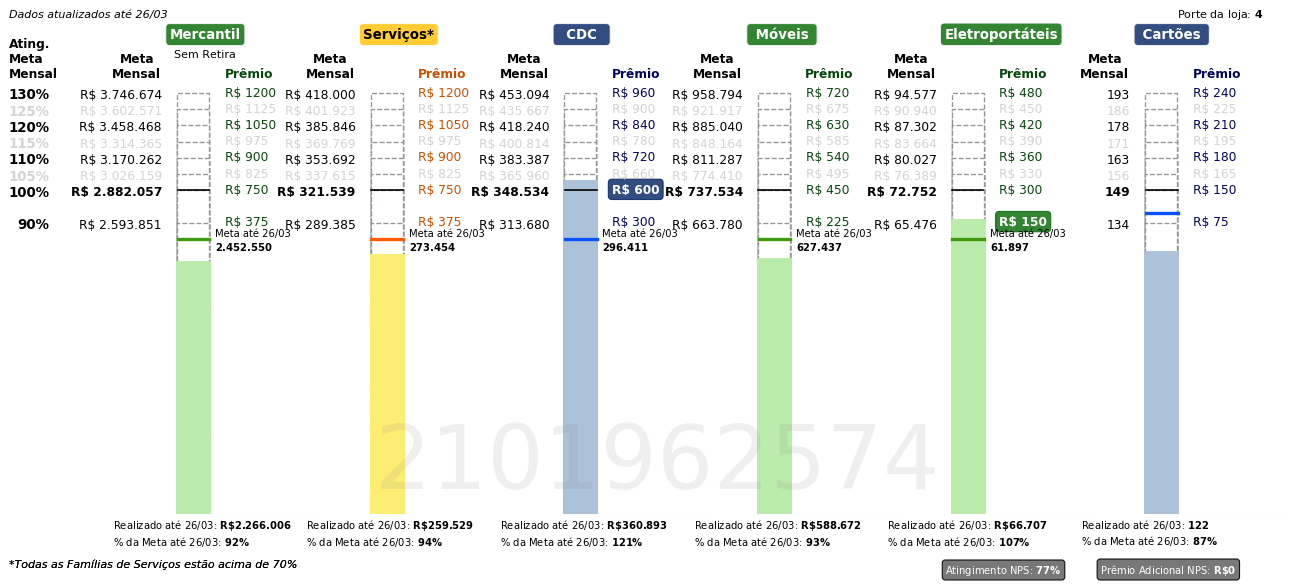 Dados atualizados até 26/03
Porte da loja: 4
Mercantil Serviços* CDC Móveis Eletroportáteis Cartões
Sem Retira
Ating. Meta Mensal
Meta Mensal Prêmio Meta Mensal Prêmio Meta Mensal Prêmio Meta Mensal Prêmio Meta Mensal Prêmio Meta Mensal Prêmio
130% R$ 3.746.674 R$ 1200 R$ 418.000 R$ 1200 R$ 453.094 R$ 960 R$ 958.794 R$ 720 R$ 94.577 R$ 480 193 R$ 240
125% R$ 3.602.571 R$ 1125 R$ 401.923 R$ 1125 R$ 435.667 R$ 900 R$ 921.917 R$ 675 R$ 90.940 R$ 450 186 R$ 225
120% R$ 3.458.468 R$ 1050 R$ 385.846 R$ 1050 R$ 418.240 R$ 840 R$ 885.040 R$ 630 R$ 87.302 R$ 420 178 R$ 210
115% R$ 3.314.365 R$ 975 R$ 369.769 R$ 975 R$ 400.814 R$ 780 R$ 848.164 R$ 585 R$ 83.664 R$ 390 171 R$ 195
110% R$ 3.170.262 R$ 900 R$ 353.692 R$ 900 R$ 383.387 R$ 720 R$ 811.287 R$ 540 R$ 80.027 R$ 360 163 R$ 180
105% R$ 3.026.159 R$ 825 R$ 337.615 R$ 825 R$ 365.960 R$ 660 R$ 774.410 R$ 495 R$ 76.389 R$ 330 156 R$ 165
100% R$ 2.882.057 R$ 750 R$ 321.539 R$ 750 R$ 348.534 R$ 600 R$ 737.534 R$ 450 R$ 72.752 R$ 300 149 R$ 150
90% R$ 2.593.851 R$ 375 R$ 289.385 R$ 375 R$ 313.680 R$ 300 R$ 663.780 R$ 225 R$ 65.476 R$ 150 134 R$ 75
Meta até 26/03 Meta até 26/03 Meta até 26/03 Meta até 26/03 Meta até 26/03
2.452.550 273.454 296.411 627.437 61.897
2101962574
Realizado até 26/03: R$2.266.006 Realizado até 26/03: R$259.529 Realizado até 26/03: R$360.893 Realizado até 26/03: R$588.672 Realizado até 26/03: R$66.707 Realizado até 26/03: 122
% da Meta até 26/03: 92% % da Meta até 26/03: 94% % da Meta até 26/03: 121% % da Meta até 26/03: 93% % da Meta até 26/03: 107% % da Meta até 26/03: 87%
*Todas as Famílias de Serviços estão acima de 70%
Atingimento NPS: 77% Prêmio Adicional NPS: R$0